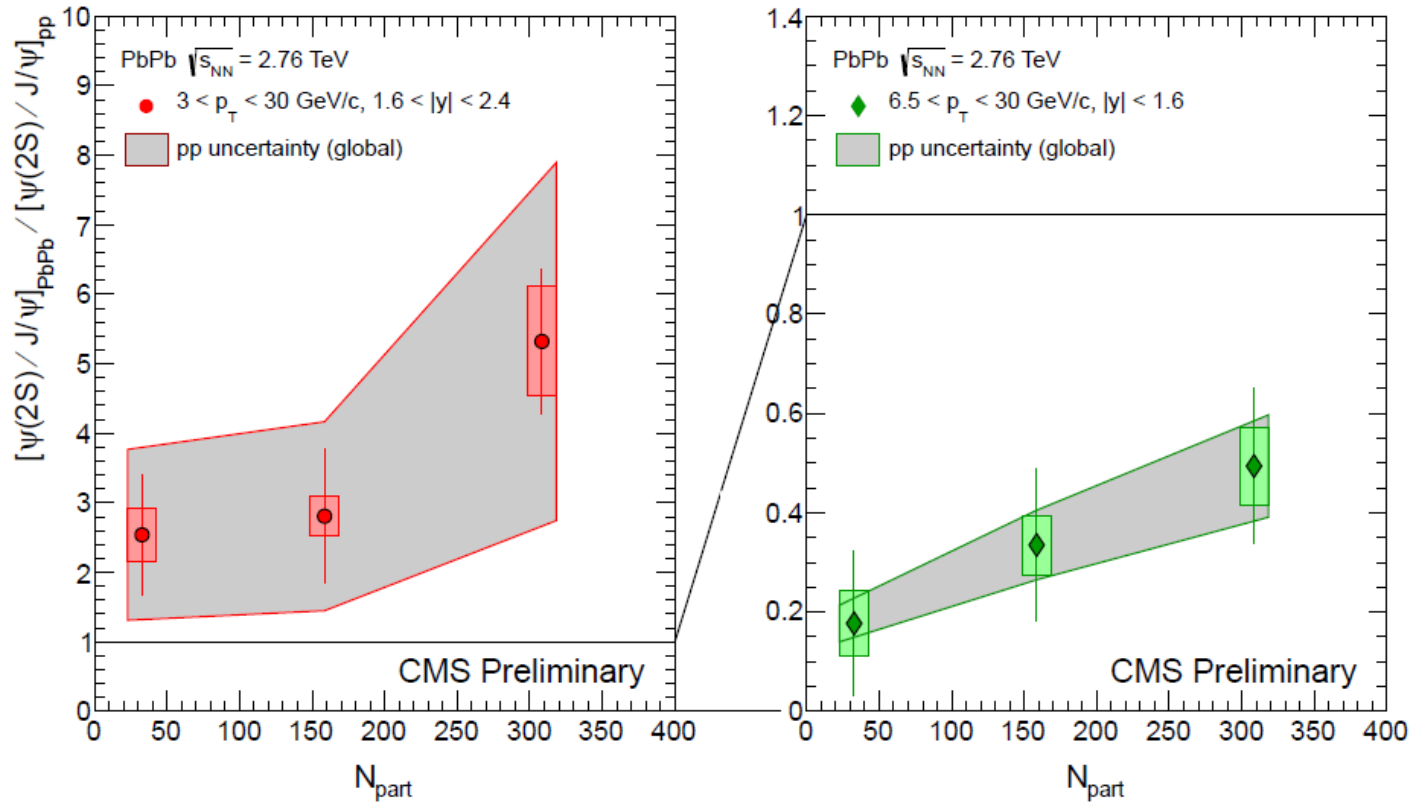 [ψ(2S) / J/ψ]PbPb / [ψ(2S) / J/ψ]pp
10
9
8
7
6
5
4
3
2
1
0
PbPb √sNN = 2.76 TeV
3 < pT < 30 GeV/c, 1.6 < |y| < 2.4
pp uncertainty (global)
CMS Preliminary
0 50 100 150 200 250 300 350 400
Npart
1.4
1.2
1
0.8
0.6
0.4
0.2
0
PbPb √sNN = 2.76 TeV
6.5 < pT < 30 GeV/c, |y| < 1.6
pp uncertainty (global)
CMS Preliminary
0 50 100 150 200 250 300 350 400
Npart